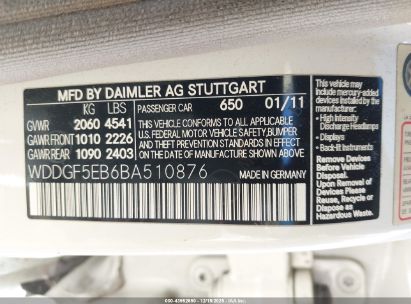 MFD BY DAIMLER AG STUTTGART
KG LBS
PASSENGER CAR 650 01/11
GVWR 2060 4541
GAWR FRONT 1010 2226
GAWR REAR 1090 2403
THIS VEHICLE CONFORMS TO ALL APPLICABLE
U.S. FEDERAL MOTOR VEHICLE SAFETY, BUMPER
AND THEFT PREVENTION STANDARDS IN EFFECT
ON THE DATE OF MANUFACTURE SHOWN ABOVE.
WDDGF5EB6BA510876
MADE IN GERMANY
This vehicle may
include mercury-added
devices installed by the
manufacturer:
• High Intensity
Discharge Headlamps
• Displays
• Back-lit Instruments
Remove Devices
Before Vehicle
Disposal.
Upon Removal of
Devices Please
Reuse, Recycle or
Dispose as
Hazardous Waste.